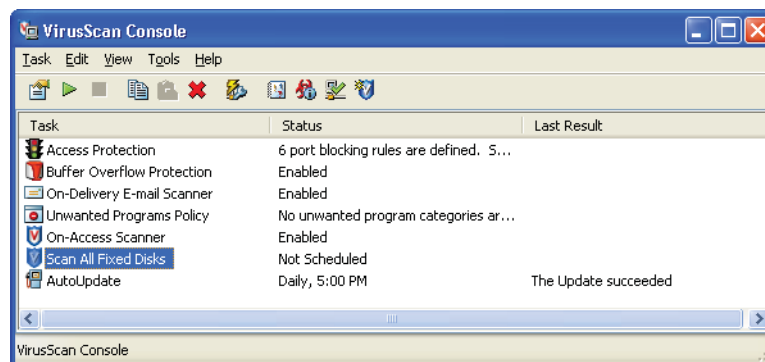 VirusScan Console
Task Edit View Tools Help
Task Status Last Result
Access Protection 6 port blocking rules are defined. S...
Buffer Overflow Protection Enabled
On-Delivery E-mail Scanner Enabled
Unwanted Programs Policy No unwanted program categories ar...
On-Access Scanner Enabled
Scan All Fixed Disks Not Scheduled
AutoUpdate Daily, 5:00 PM The Update succeeded
VirusScan Console